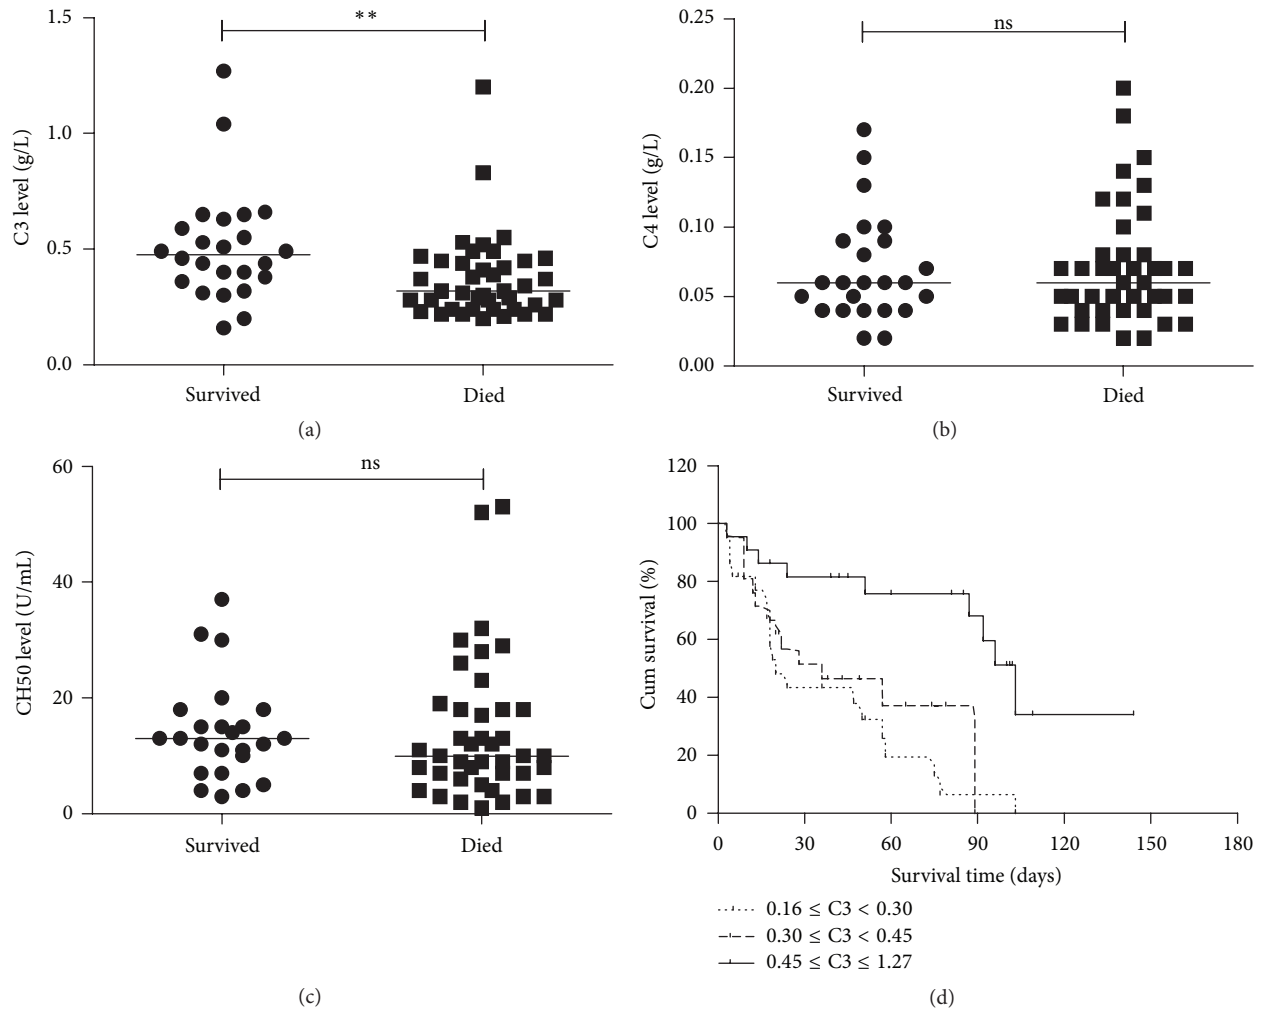 **
1.5
1.0
0.5
0.0
C3 level (g/L)
Survived
Died
(a)
ns
0.25
0.20
0.15
0.10
0.05
0.00
C4 level (g/L)
Survived
Died
(b)
ns
60
40
20
0
CH50 level (U/mL)
Survived
Died
(c)
120
100
80
60
40
20
0
Cum survival (%)
0 30 60 90 120 150 180
Survival time (days)
0.16 ≤ C3 < 0.30
0.30 ≤ C3 < 0.45
0.45 ≤ C3 ≤ 1.27
(d)